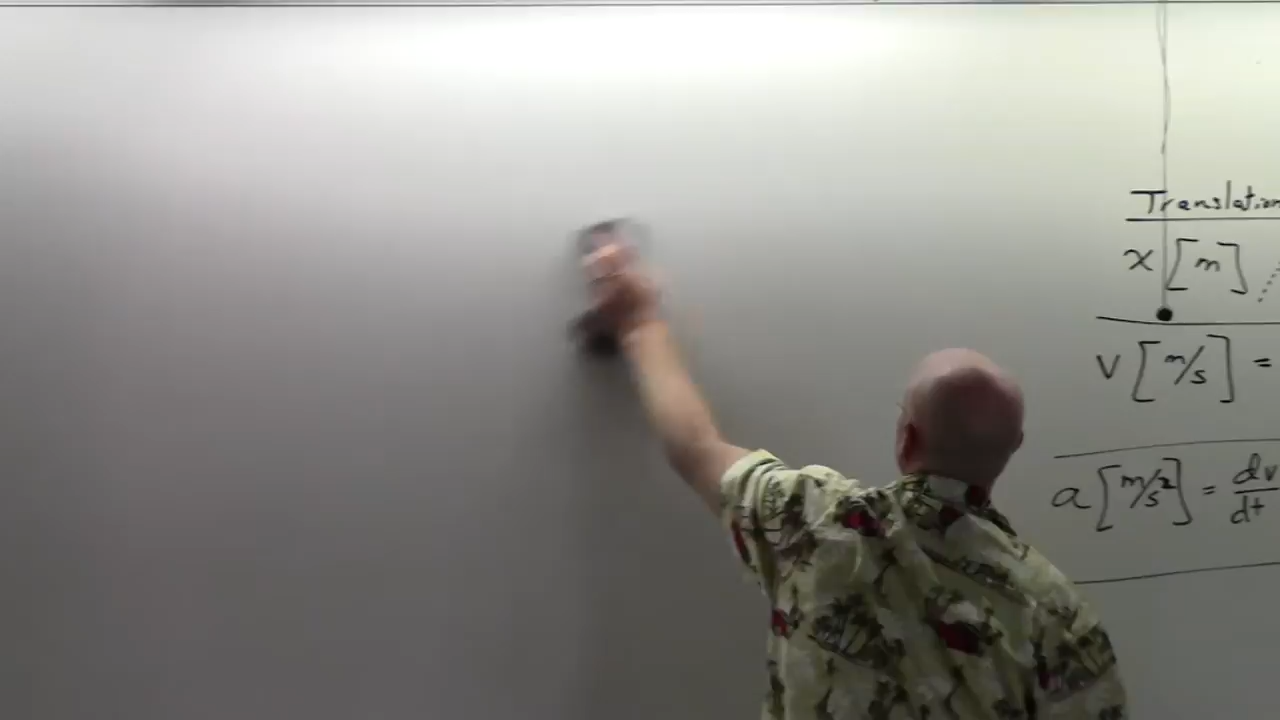 Translation
x [m]
v [m/s] =
a [m/s²] = dv/dt